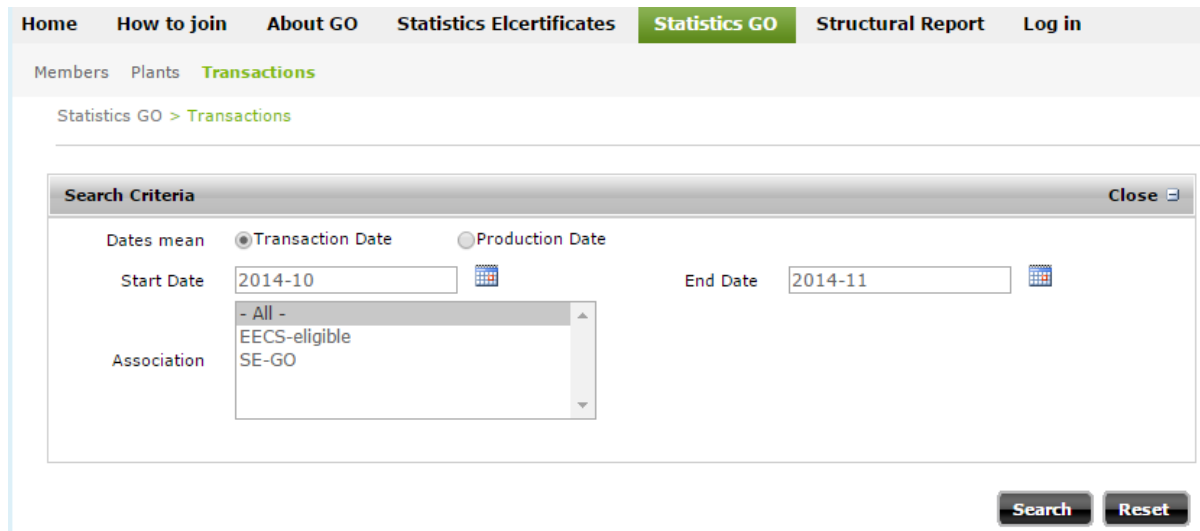 Home How to join About GO Statistics Elcertificates Statistics GO Structural Report Log in
Members Plants Transactions
Statistics GO > Transactions
Search Criteria Close
Dates mean Transaction Date Production Date
Start Date 2014-10 End Date 2014-11
- All -
EECS-eligible
Association SE-GO
Search Reset